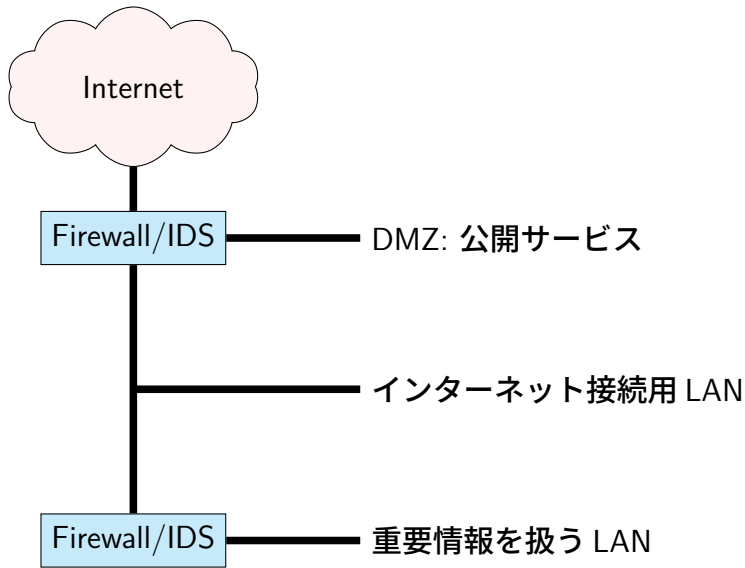 Internet
Firewall/IDS
DMZ: 公開サービス
インターネット接続用 LAN
Firewall/IDS
重要情報を扱う LAN